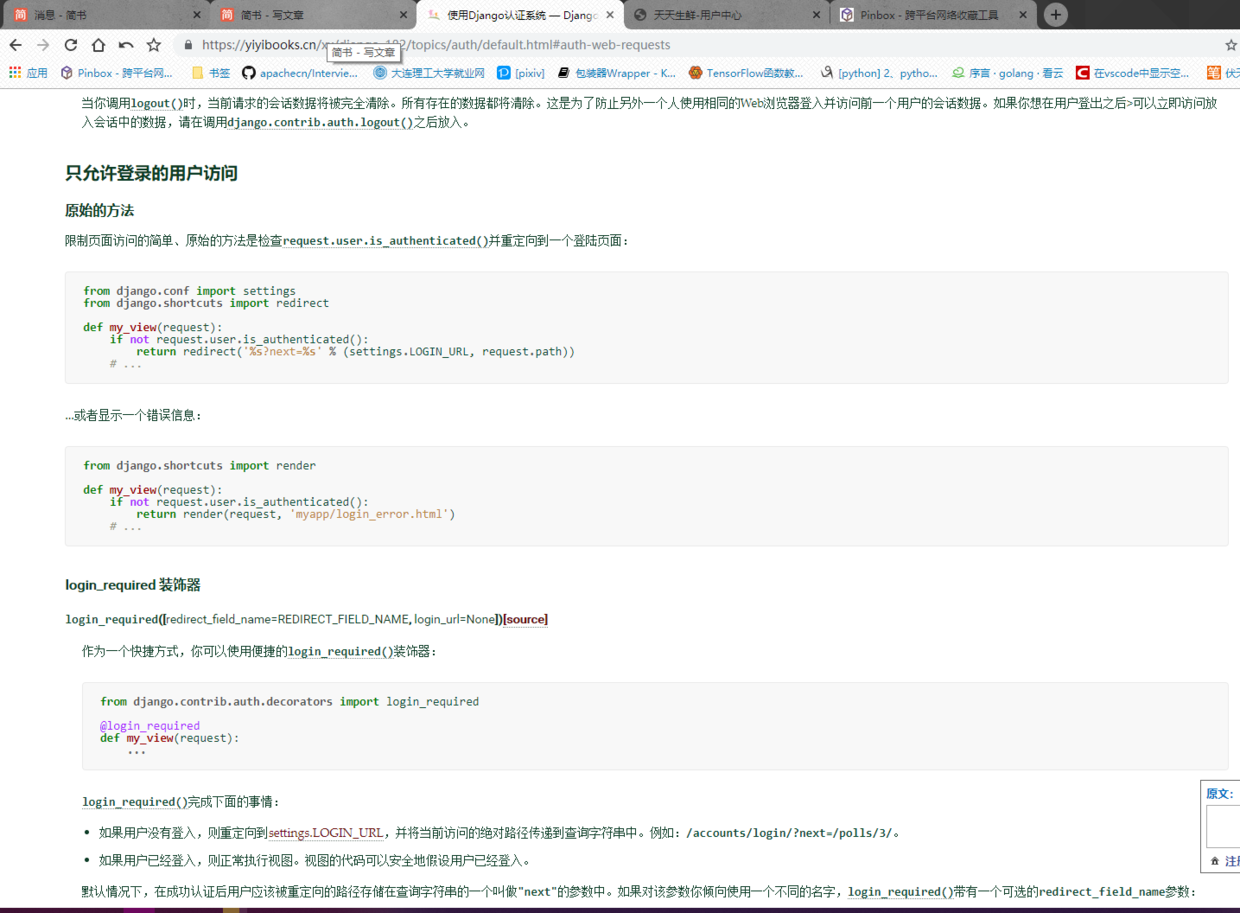 消息 - 简书
简书 - 写文章
使用Django认证系统 — Django
天天生鲜-用户中心
Pinbox - 跨平台网络收藏工具
https://yiyibooks.cn/xx/django_182/topics/auth/default.html#auth-web-requests
简书 - 写文章
应用
Pinbox - 跨平台网...
书签
apachecn/Intervie...
大连理工大学就业网
[pixiv]
包装器Wrapper - K...
TensorFlow函数教...
[python] 2、pytho...
序言 · golang · 看云
在vscode中显示空...
当你调用logout()时，当前请求的会话数据将被完全清除。所有存在的数据都将清除。这是为了防止另外一个人使用相同的Web浏览器登入并访问前一个用户的会话数据。如果你想在用户登出之后>可以立即访问放
入会话中的数据，请在调用django.contrib.auth.logout()之后放入。
只允许登录的用户访问
原始的方法
限制页面访问的简单、原始的方法是检查request.user.is_authenticated()并重定向到一个登陆页面：
from django.conf import settings
from django.shortcuts import redirect
def my_view(request):
if not request.user.is_authenticated():
return redirect('%s?next=%s' % (settings.LOGIN_URL, request.path))
# ...
...或者显示一个错误信息：
from django.shortcuts import render
def my_view(request):
if not request.user.is_authenticated():
return render(request, 'myapp/login_error.html')
# ...
login_required 装饰器
login_required([redirect_field_name=REDIRECT_FIELD_NAME, login_url=None])[source]
作为一个快捷方式，你可以使用便捷的login_required()装饰器：
from django.contrib.auth.decorators import login_required
@login_required
def my_view(request):
...
login_required()完成下面的事情：
• 如果用户没有登入，则重定向到settings.LOGIN_URL，并将当前访问的绝对路径传递到查询字符串中。例如：/accounts/login/?next=/polls/3/。
• 如果用户已经登入，则正常执行视图。视图的代码可以安全地假设用户已经登入。
默认情况下，在成功认证后用户应该被重定向的路径存储在查询字符串的一个叫做"next"的参数中。如果对该参数你倾向使用一个不同的名字，login_required()带有一个可选的redirect_field_name参数：
原文: